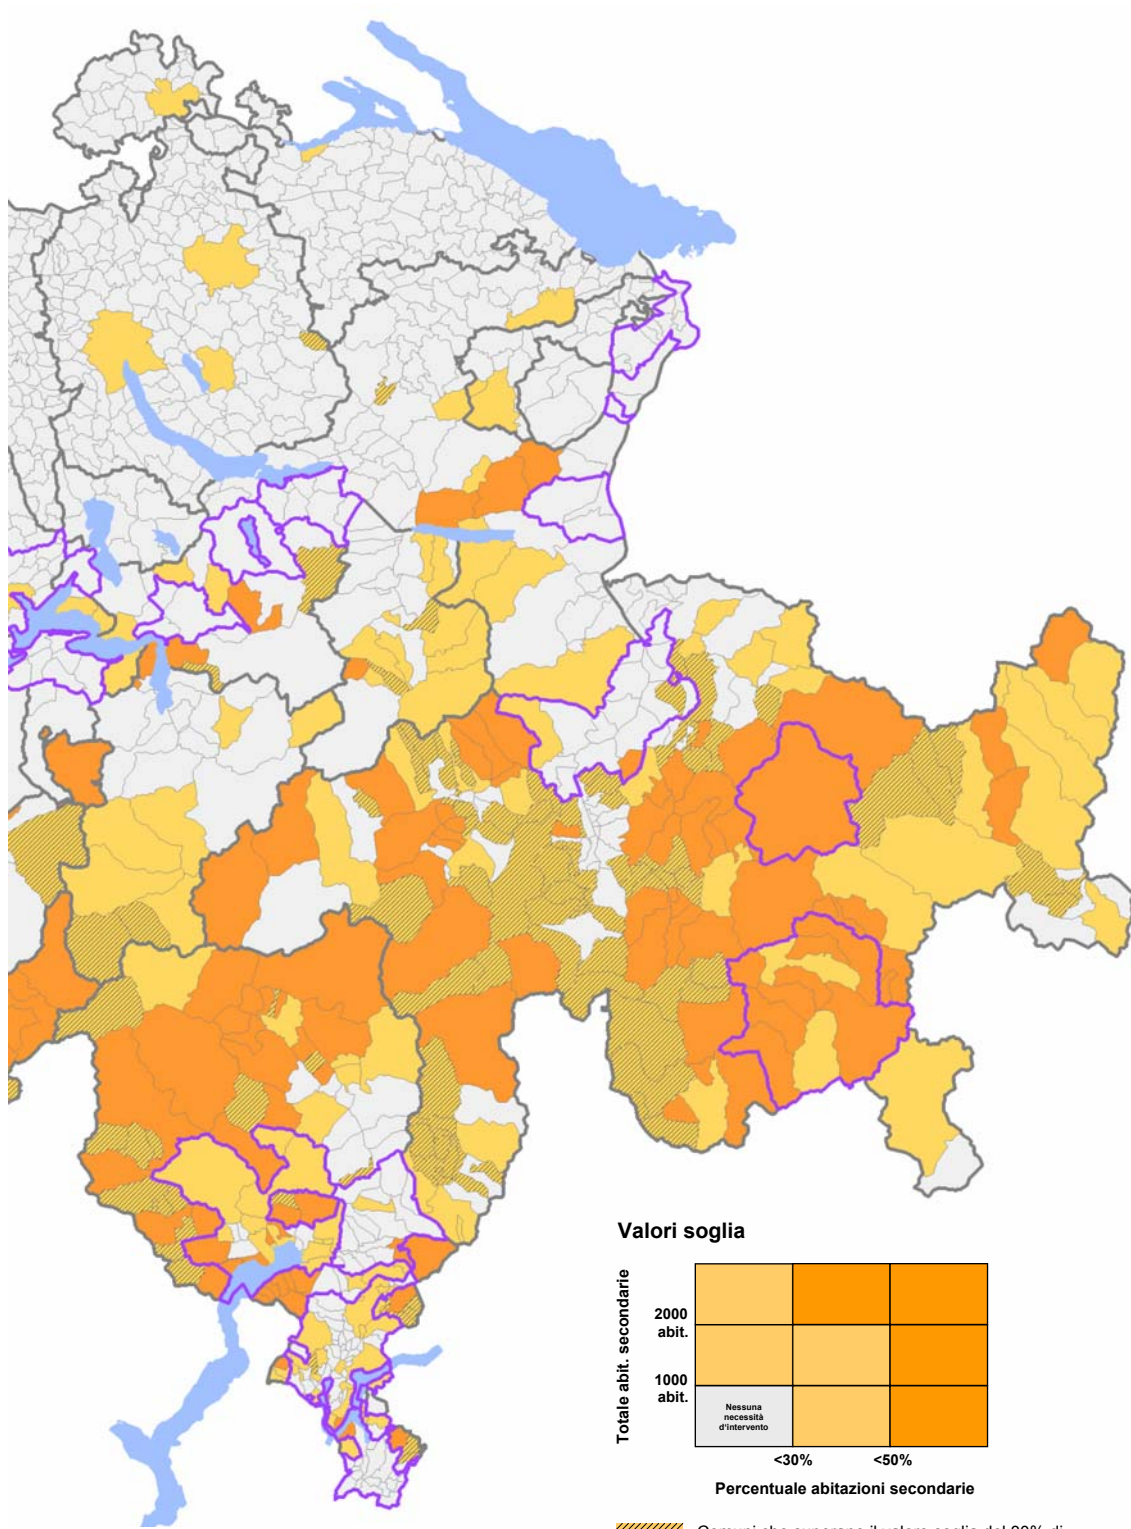 Valori soglia
Totale abit. secondarie
2000
abit.
1000
abit.
Nessuna
necessità
d'intervento
<30%
<50%
Percentuale abitazioni secondarie